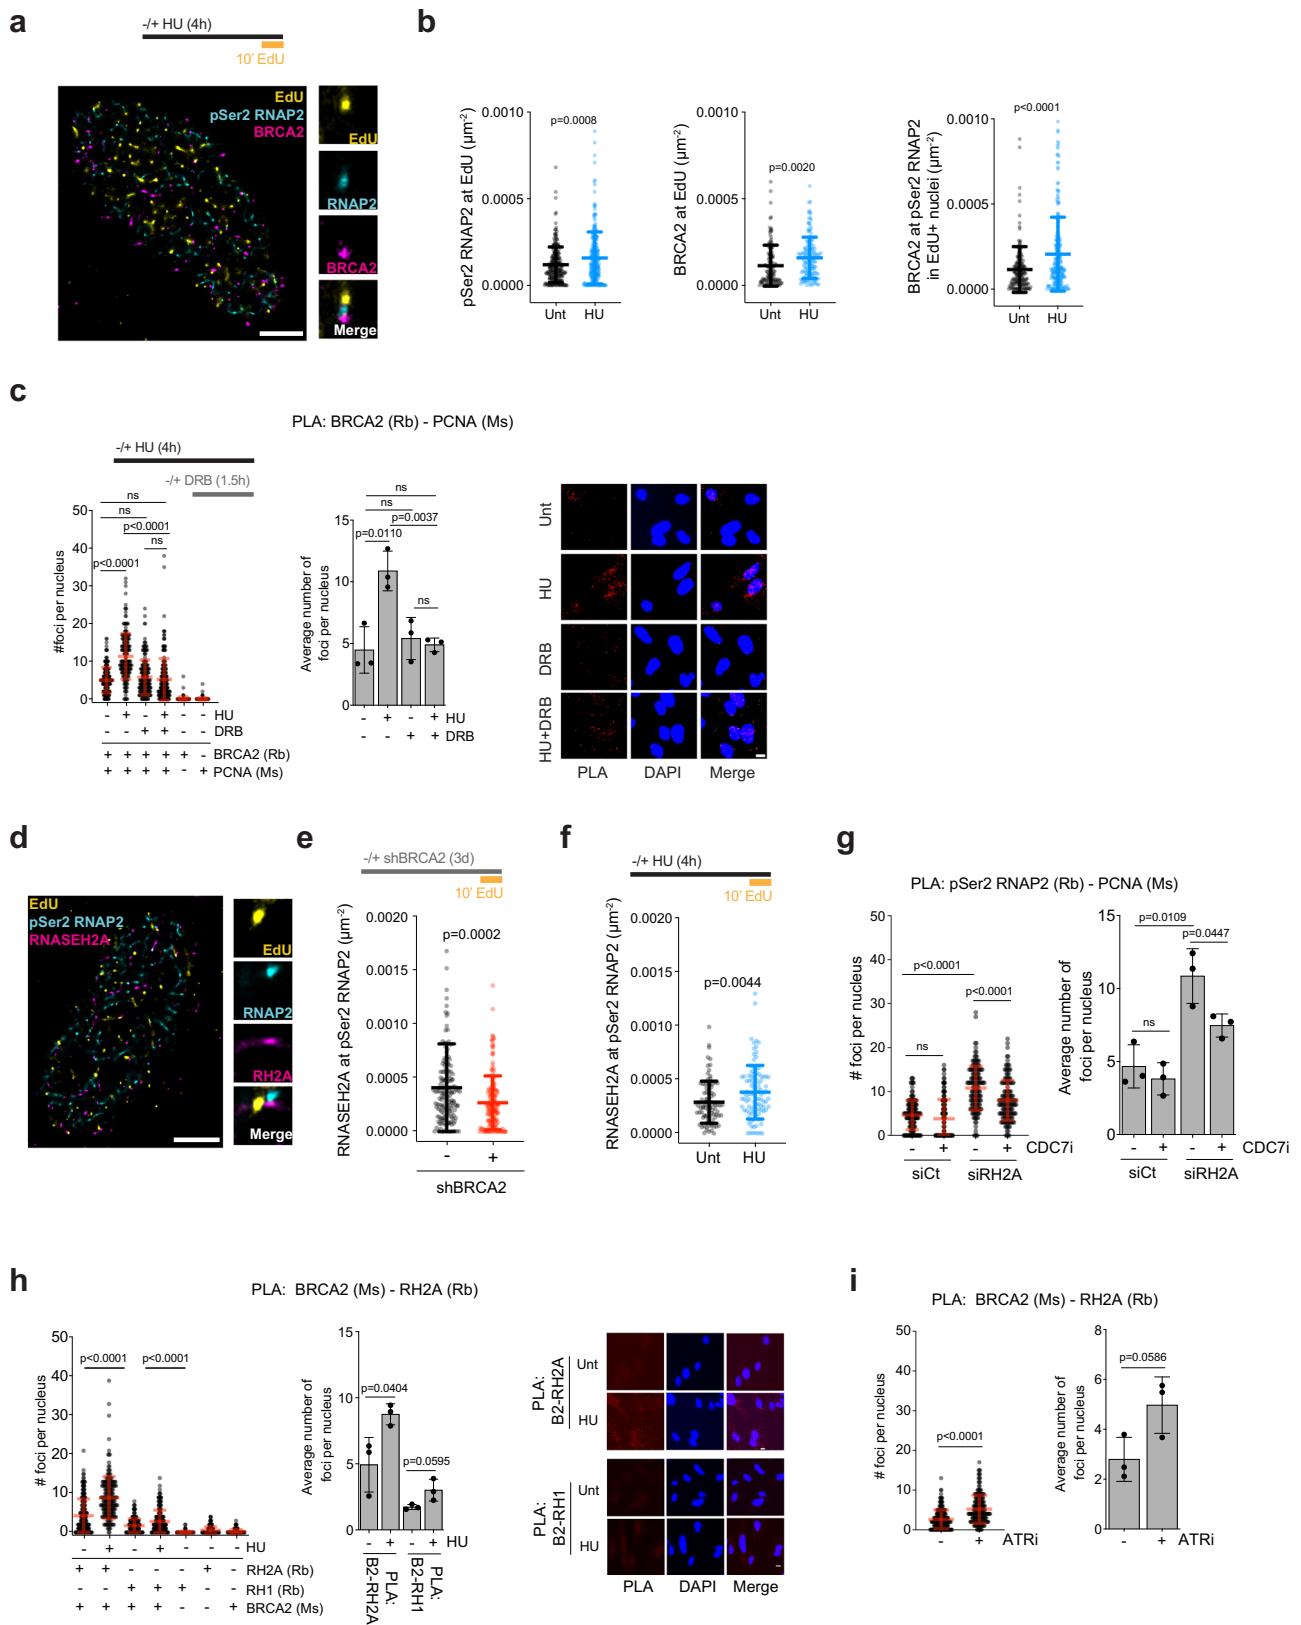 a
-/+ HU (4h)
10' EdU
EdU
pSer2 RNAP2
BRCA2
EdU
RNAP2
BRCA2
Merge
b
pSer2 RNAP2 at EdU (µm⁻²)
0.0010
0.0005
0.0000
p=0.0008
Unt HU
BRCA2 at EdU (µm⁻²)
0.0010
0.0005
0.0000
p=0.0020
Unt HU
BRCA2 at pSer2 RNAP2
in EdU+ nuclei (µm⁻²)
0.0010
0.0005
0.0000
p<0.0001
Unt HU
c
PLA: BRCA2 (Rb) - PCNA (Ms)
-/+ HU (4h)
-/+ DRB (1.5h)
#foci per nucleus
50
40
30
20
10
0
ns
ns
p<0.0001
ns
p<0.0001
- + - + HU
- - + + DRB
+ + + + + - BRCA2 (Rb)
+ + + + - + PCNA (Ms)
Average number of
foci per nucleus
15
10
5
0
ns
ns
p=0.0037
p=0.0110
ns
- + - + HU
- - + + DRB
Unt
HU
DRB
HU+DRB
PLA DAPI Merge
d
EdU
pSer2 RNAP2
RNASEH2A
EdU
RNAP2
RH2A
Merge
e
-/+ shBRCA2 (3d)
10' EdU
RNASEH2A at pSer2 RNAP2 (µm⁻²)
0.0020
0.0015
0.0010
0.0005
0.0000
p=0.0002
- +
shBRCA2
f
-/+ HU (4h)
10' EdU
RNASEH2A at pSer2 RNAP2 (µm⁻²)
0.0020
0.0015
0.0010
0.0005
0.0000
p=0.0044
Unt HU
g
PLA: pSer2 RNAP2 (Rb) - PCNA (Ms)
# foci per nucleus
50
40
30
20
10
0
p<0.0001
p<0.0001
ns
- + - + CDC7i
siCt siRH2A
Average number of
foci per nucleus
15
10
5
0
p=0.0109
p=0.0447
ns
- + - + CDC7i
siCt siRH2A
h
PLA: BRCA2 (Ms) - RH2A (Rb)
# foci per nucleus
50
40
30
20
10
0
p<0.0001 p<0.0001
- + - + - - - HU
+ + - - - + - RH2A (Rb)
- - + + + - - RH1 (Rb)
+ + + + - - + BRCA2 (Ms)
Average number of
foci per nucleus
15
10
5
0
p=0.0404
p=0.0595
- + - + HU
PLA:
B2-RH2A
PLA:
B2-RH1
PLA:
B2-RH2A
Unt
HU
PLA:
B2-RH1
Unt
HU
PLA DAPI Merge
i
PLA: BRCA2 (Ms) - RH2A (Rb)
# foci per nucleus
50
40
30
20
10
0
p<0.0001
- + ATRi
Average number of
foci per nucleus
8
6
4
2
0
p=0.0586
- + ATRi